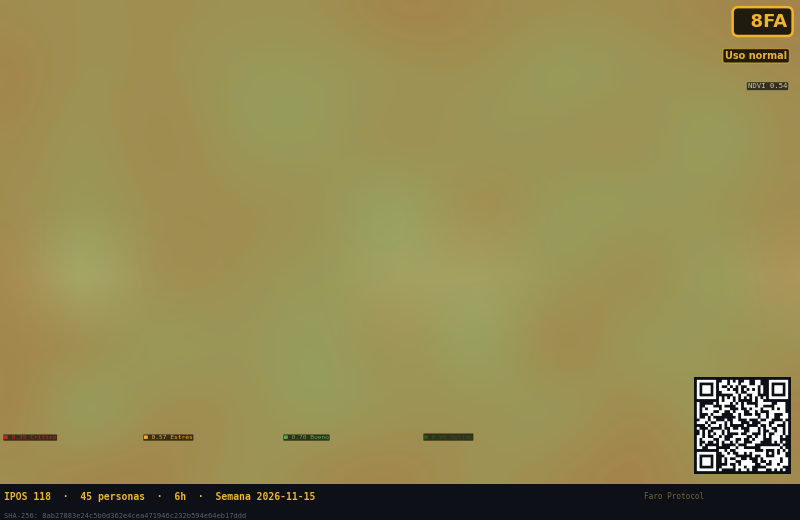 8FA
Uso normal
NDVI 0.54
0.57 Estrés
0.70 Bueno
IPOS 118 · 45 personas · 6h · Semana 2026-11-15
Faro Protocol
SHA-256: